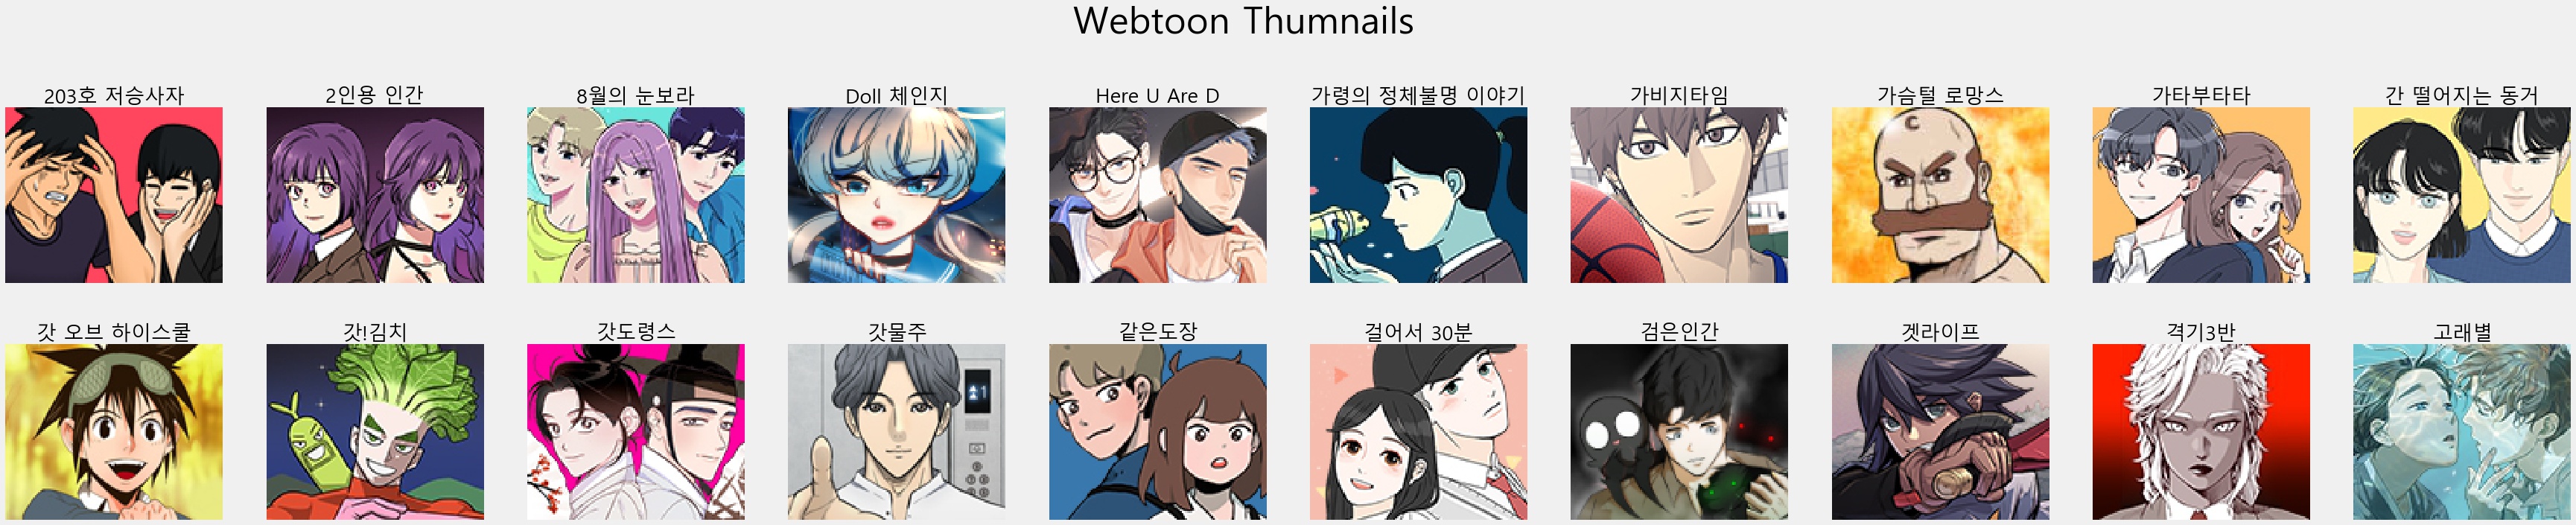 Webtoon Thumnails
203호 저승사자
2인용 인간
8월의 눈보라
Doll 체인지
Here U Are D
가령의 정체불명 이야기
가비지타임
가슴털 로망스
가타부타타
간 떨어지는 동거
갓 오브 하이스쿨
갓!김치
갓도령스
갓물주
같은도장
걸어서 30분
검은인간
겟라이프
격기3반
고래별